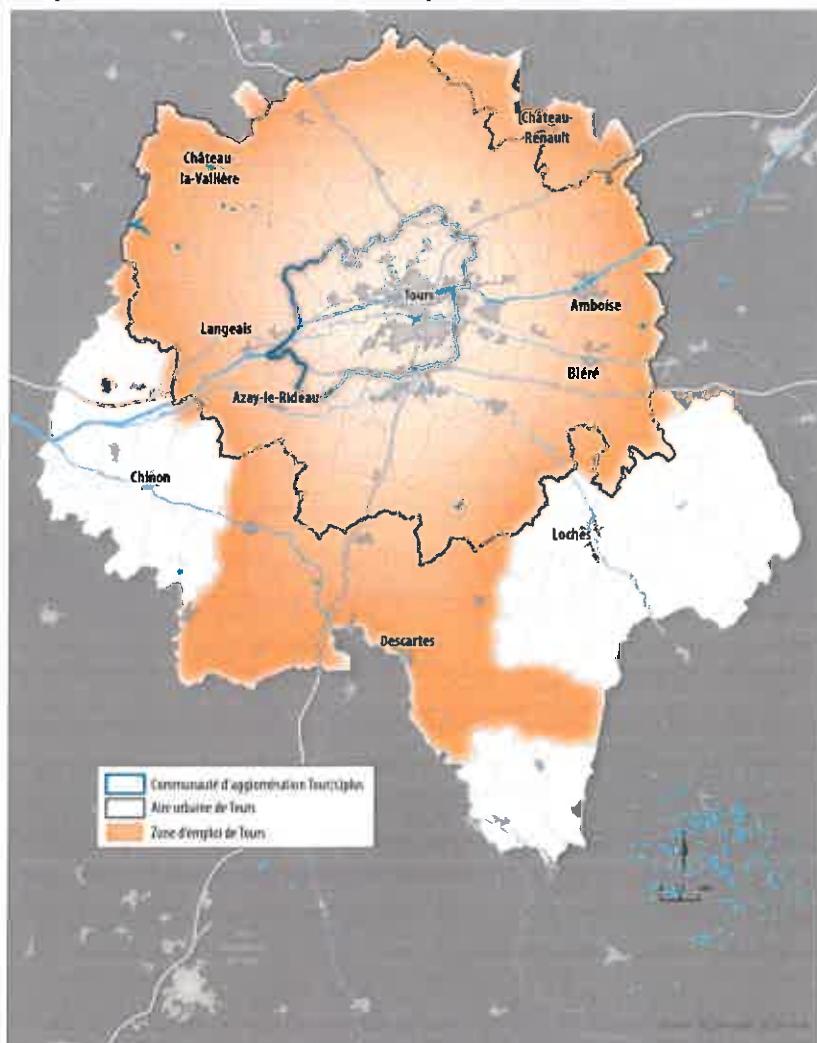 Château-
Renault
Château
la-Vallière
Tours
Amboise
Langeais
Bléré
Azay-le-Rideau
Chinon
Loches
Descartes
Communauté d'agglomération Tour(s)plus
Aire urbaine de Tours
Zone d'emploi de Tours